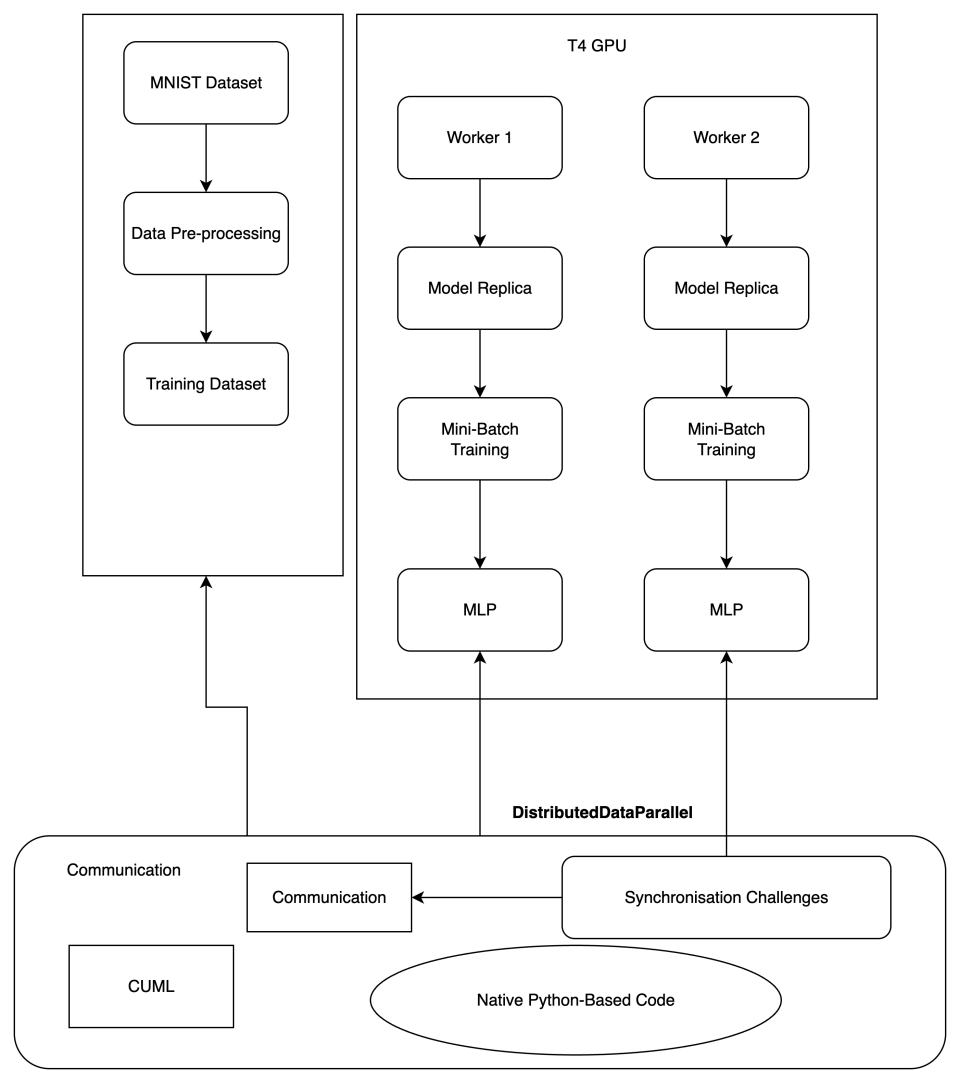 MNIST Dataset
Data Pre-processing
Training Dataset
T4 GPU
Worker 1
Worker 2
Model Replica
Model Replica
Mini-Batch
Training
Mini-Batch
Training
MLP
MLP
DistributedDataParallel
Communication
Communication
Synchronisation Challenges
CUML
Native Python-Based Code